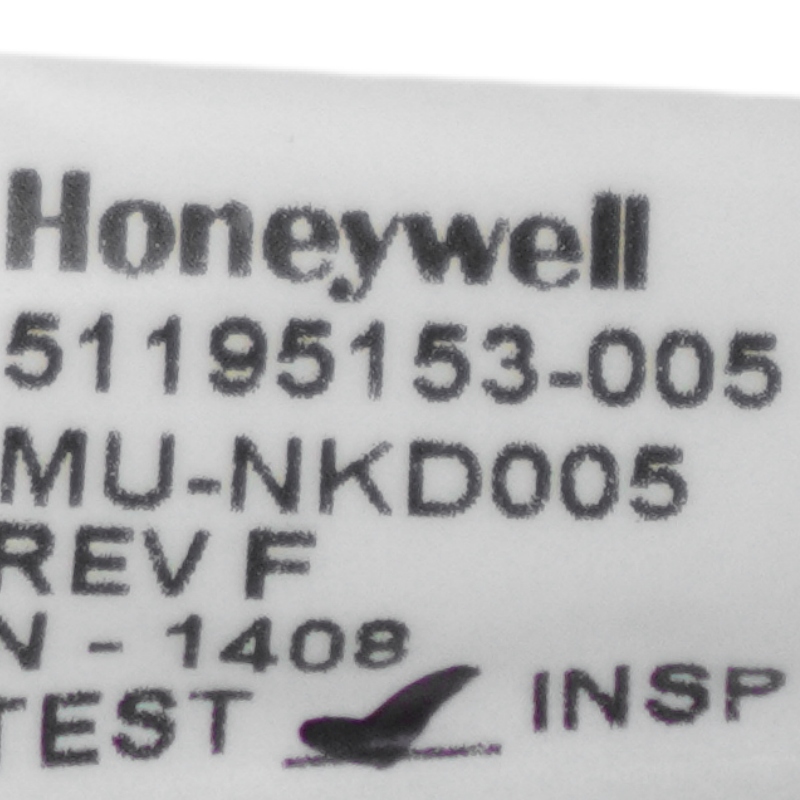 Honeywell
51195153-005
MU-NKD005
REV F
N - 1408
TEST INSP